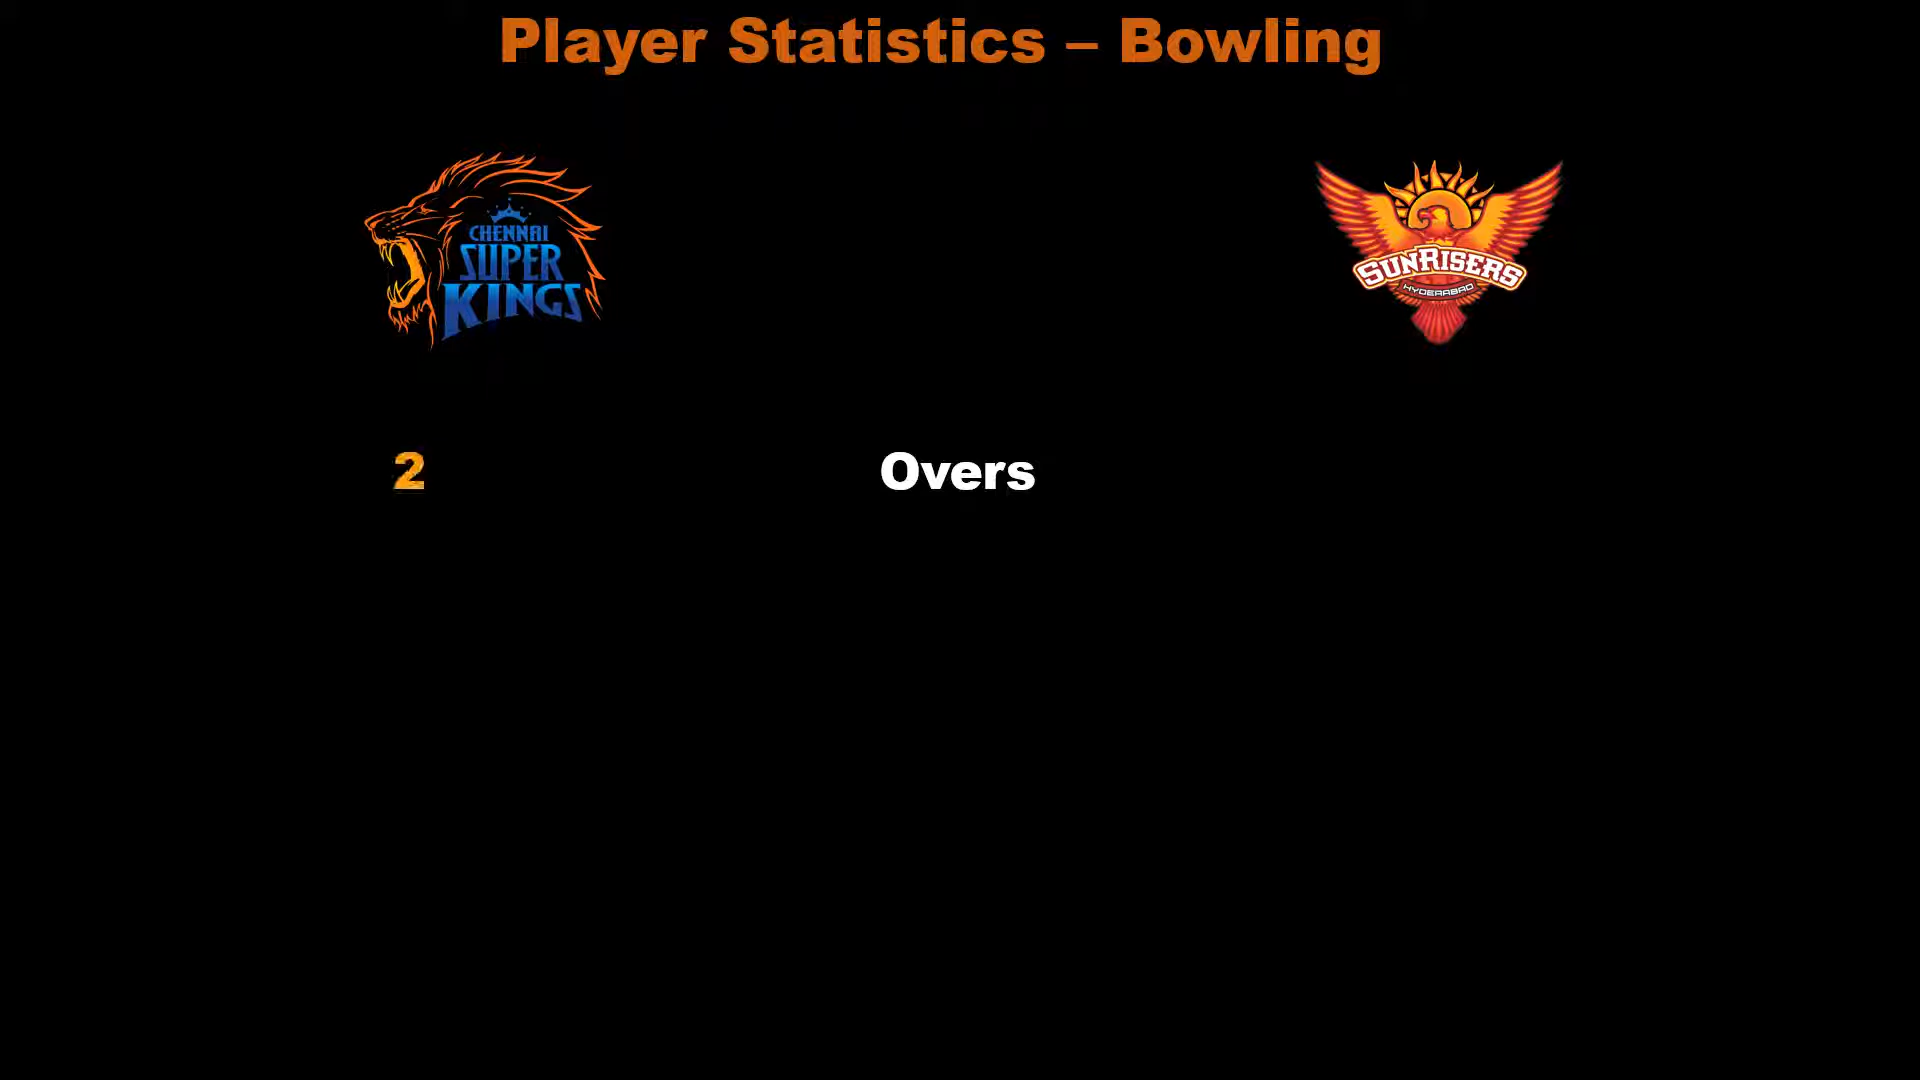 Player Statistics – Bowling
CHENNAI
SUPER
KINGS
SUNRISERS
HYDERABAD
2 Overs